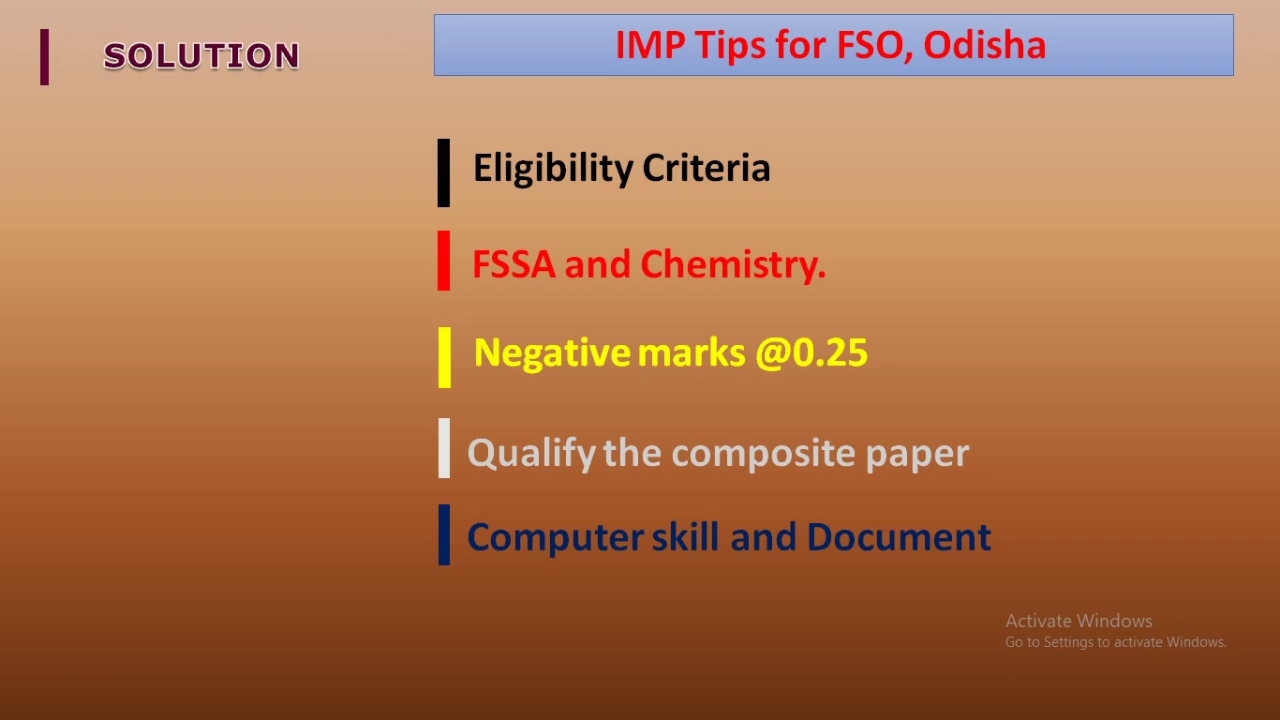 SOLUTION
IMP Tips for FSO, Odisha
Eligibility Criteria
FSSA and Chemistry.
Negative marks @0.25
Qualify the composite paper
Computer skill and Document
Activate Windows
Go to Settings to activate Windows.